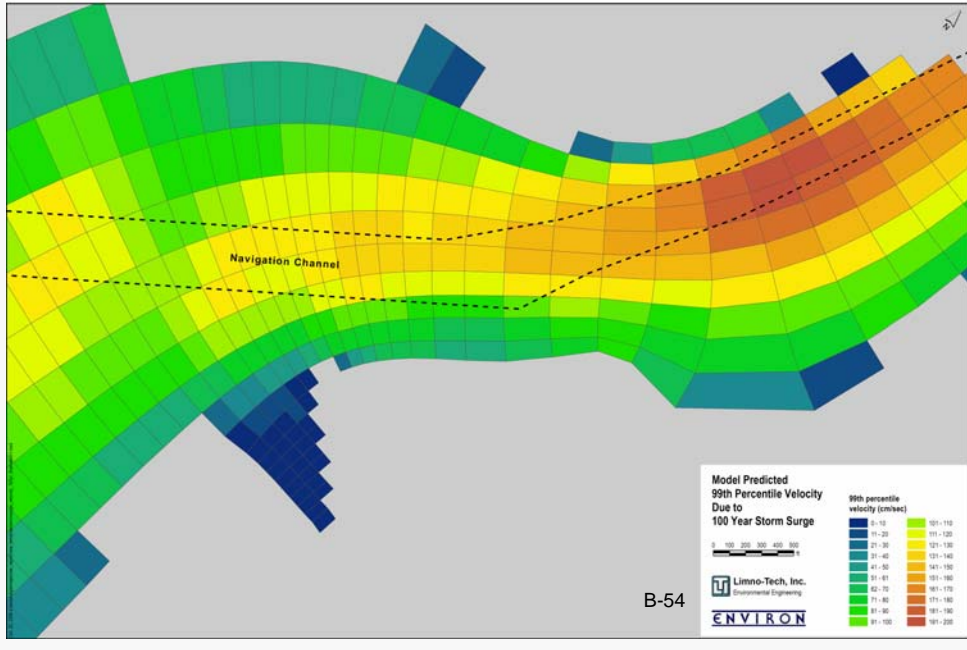 N
Navigation Channel
Model Predicted
99th Percentile Velocity
Due to
100 Year Storm Surge
0 100 200 300 400 500
ft
Limno-Tech, Inc.
Environmental Engineering
ENVIRON
99th percentile
velocity (cm/sec)
0 - 10
11 - 20
21 - 30
31 - 40
41 - 50
51 - 61
62 - 70
71 - 80
81 - 90
91 - 100
101 - 110
111 - 120
121 - 130
131 - 140
141 - 150
151 - 160
161 - 170
171 - 180
181 - 190
191 - 200
B-54